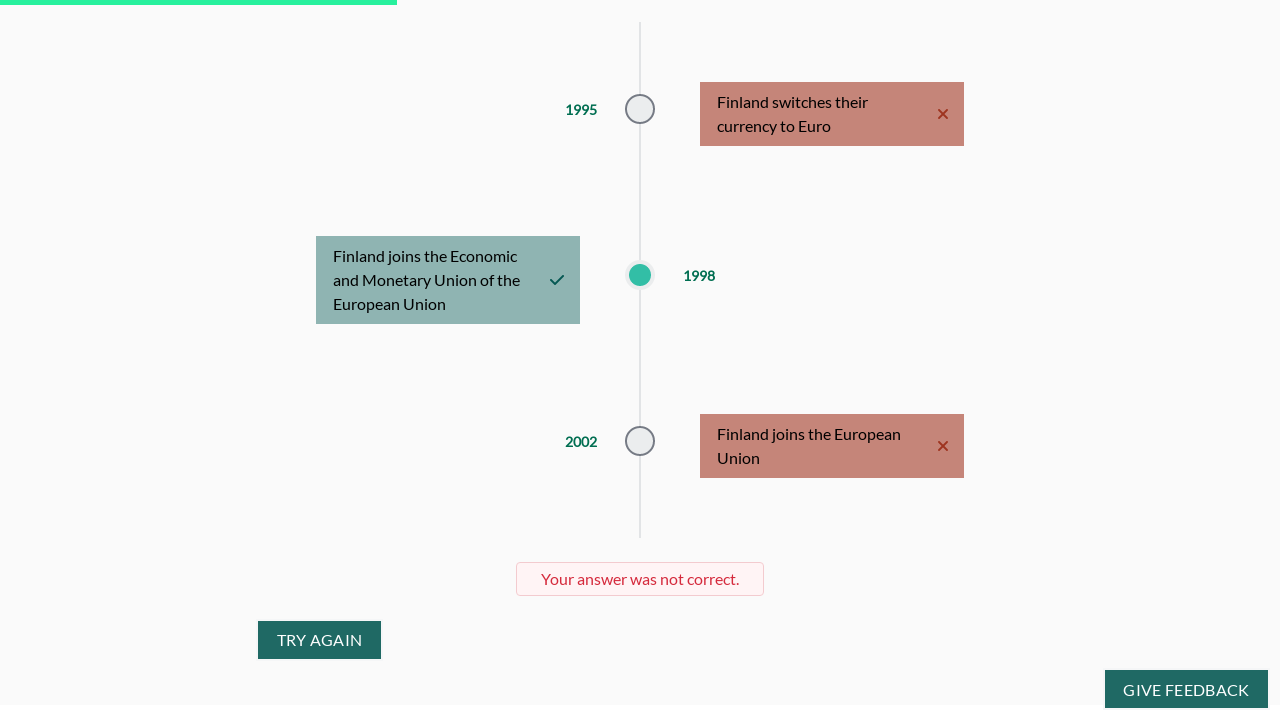 1995
Finland switches their
currency to Euro
Finland joins the Economic
and Monetary Union of the
European Union
1998
2002
Finland joins the European
Union
Your answer was not correct.
TRY AGAIN
GIVE FEEDBACK